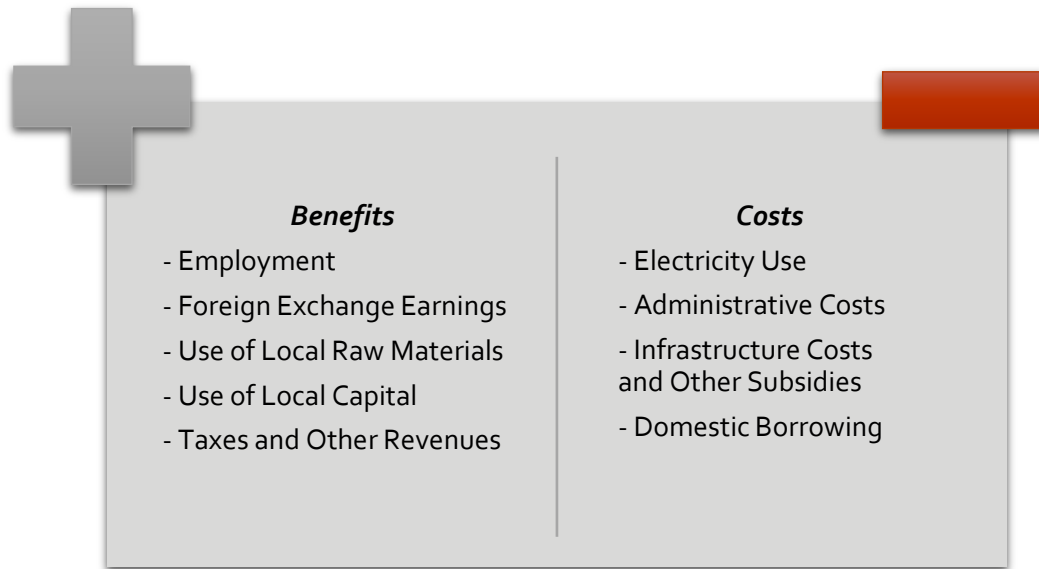 Benefits
- Employment
- Foreign Exchange Earnings
- Use of Local Raw Materials
- Use of Local Capital
- Taxes and Other Revenues
Costs
- Electricity Use
- Administrative Costs
- Infrastructure Costs
and Other Subsidies
- Domestic Borrowing